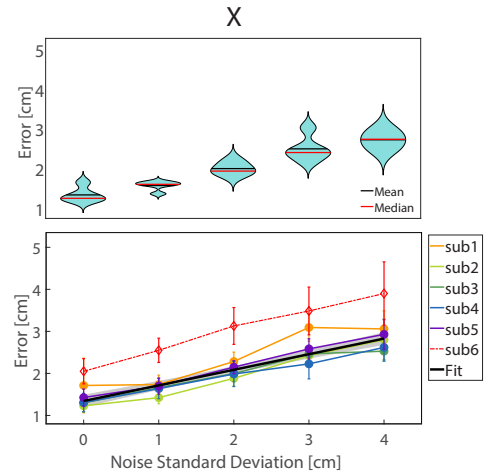 X
5
4
3
2
1
Error [cm]
Mean
Median
5
4
3
2
1
Error [cm]
0 1 2 3 4
Noise Standard Deviation [cm]
sub1
sub2
sub3
sub4
sub5
sub6
Fit